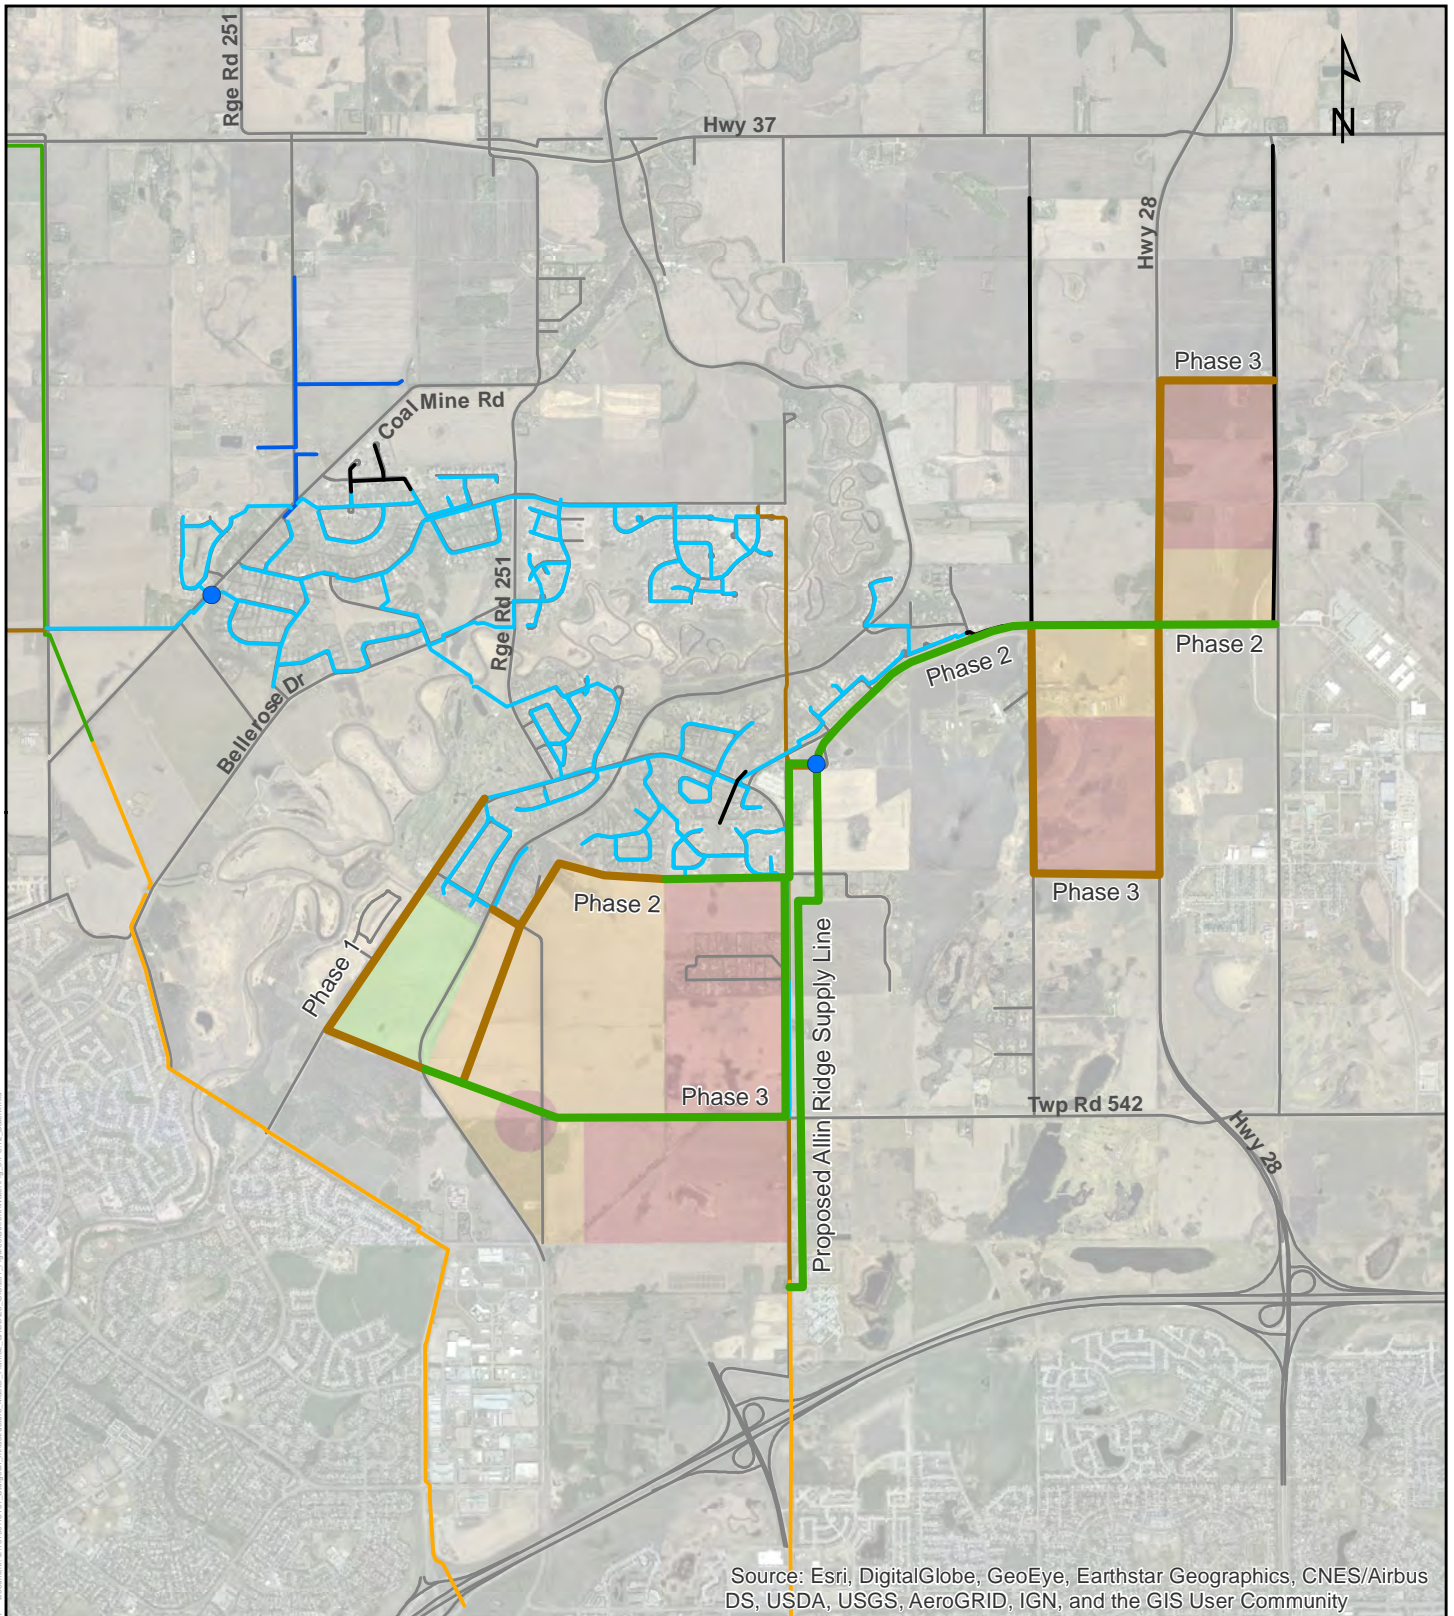 Rge Rd 251
Hwy 37
N
Hwy 28
Phase 3
Coal Mine Rd
Rge Rd 251
Phase 2
Phase 2
Bellerose Dr
Phase 3
Phase 2
Phase 1
Proposed Allin Ridge Supply Line
Phase 3
Twp Rd 542
Hwy 28
Source: Esri, DigitalGlobe, GeoEye, Earthstar Geographics, CNES/Airbus
DS, USDA, USGS, AeroGRID, IGN, and the GIS User Community